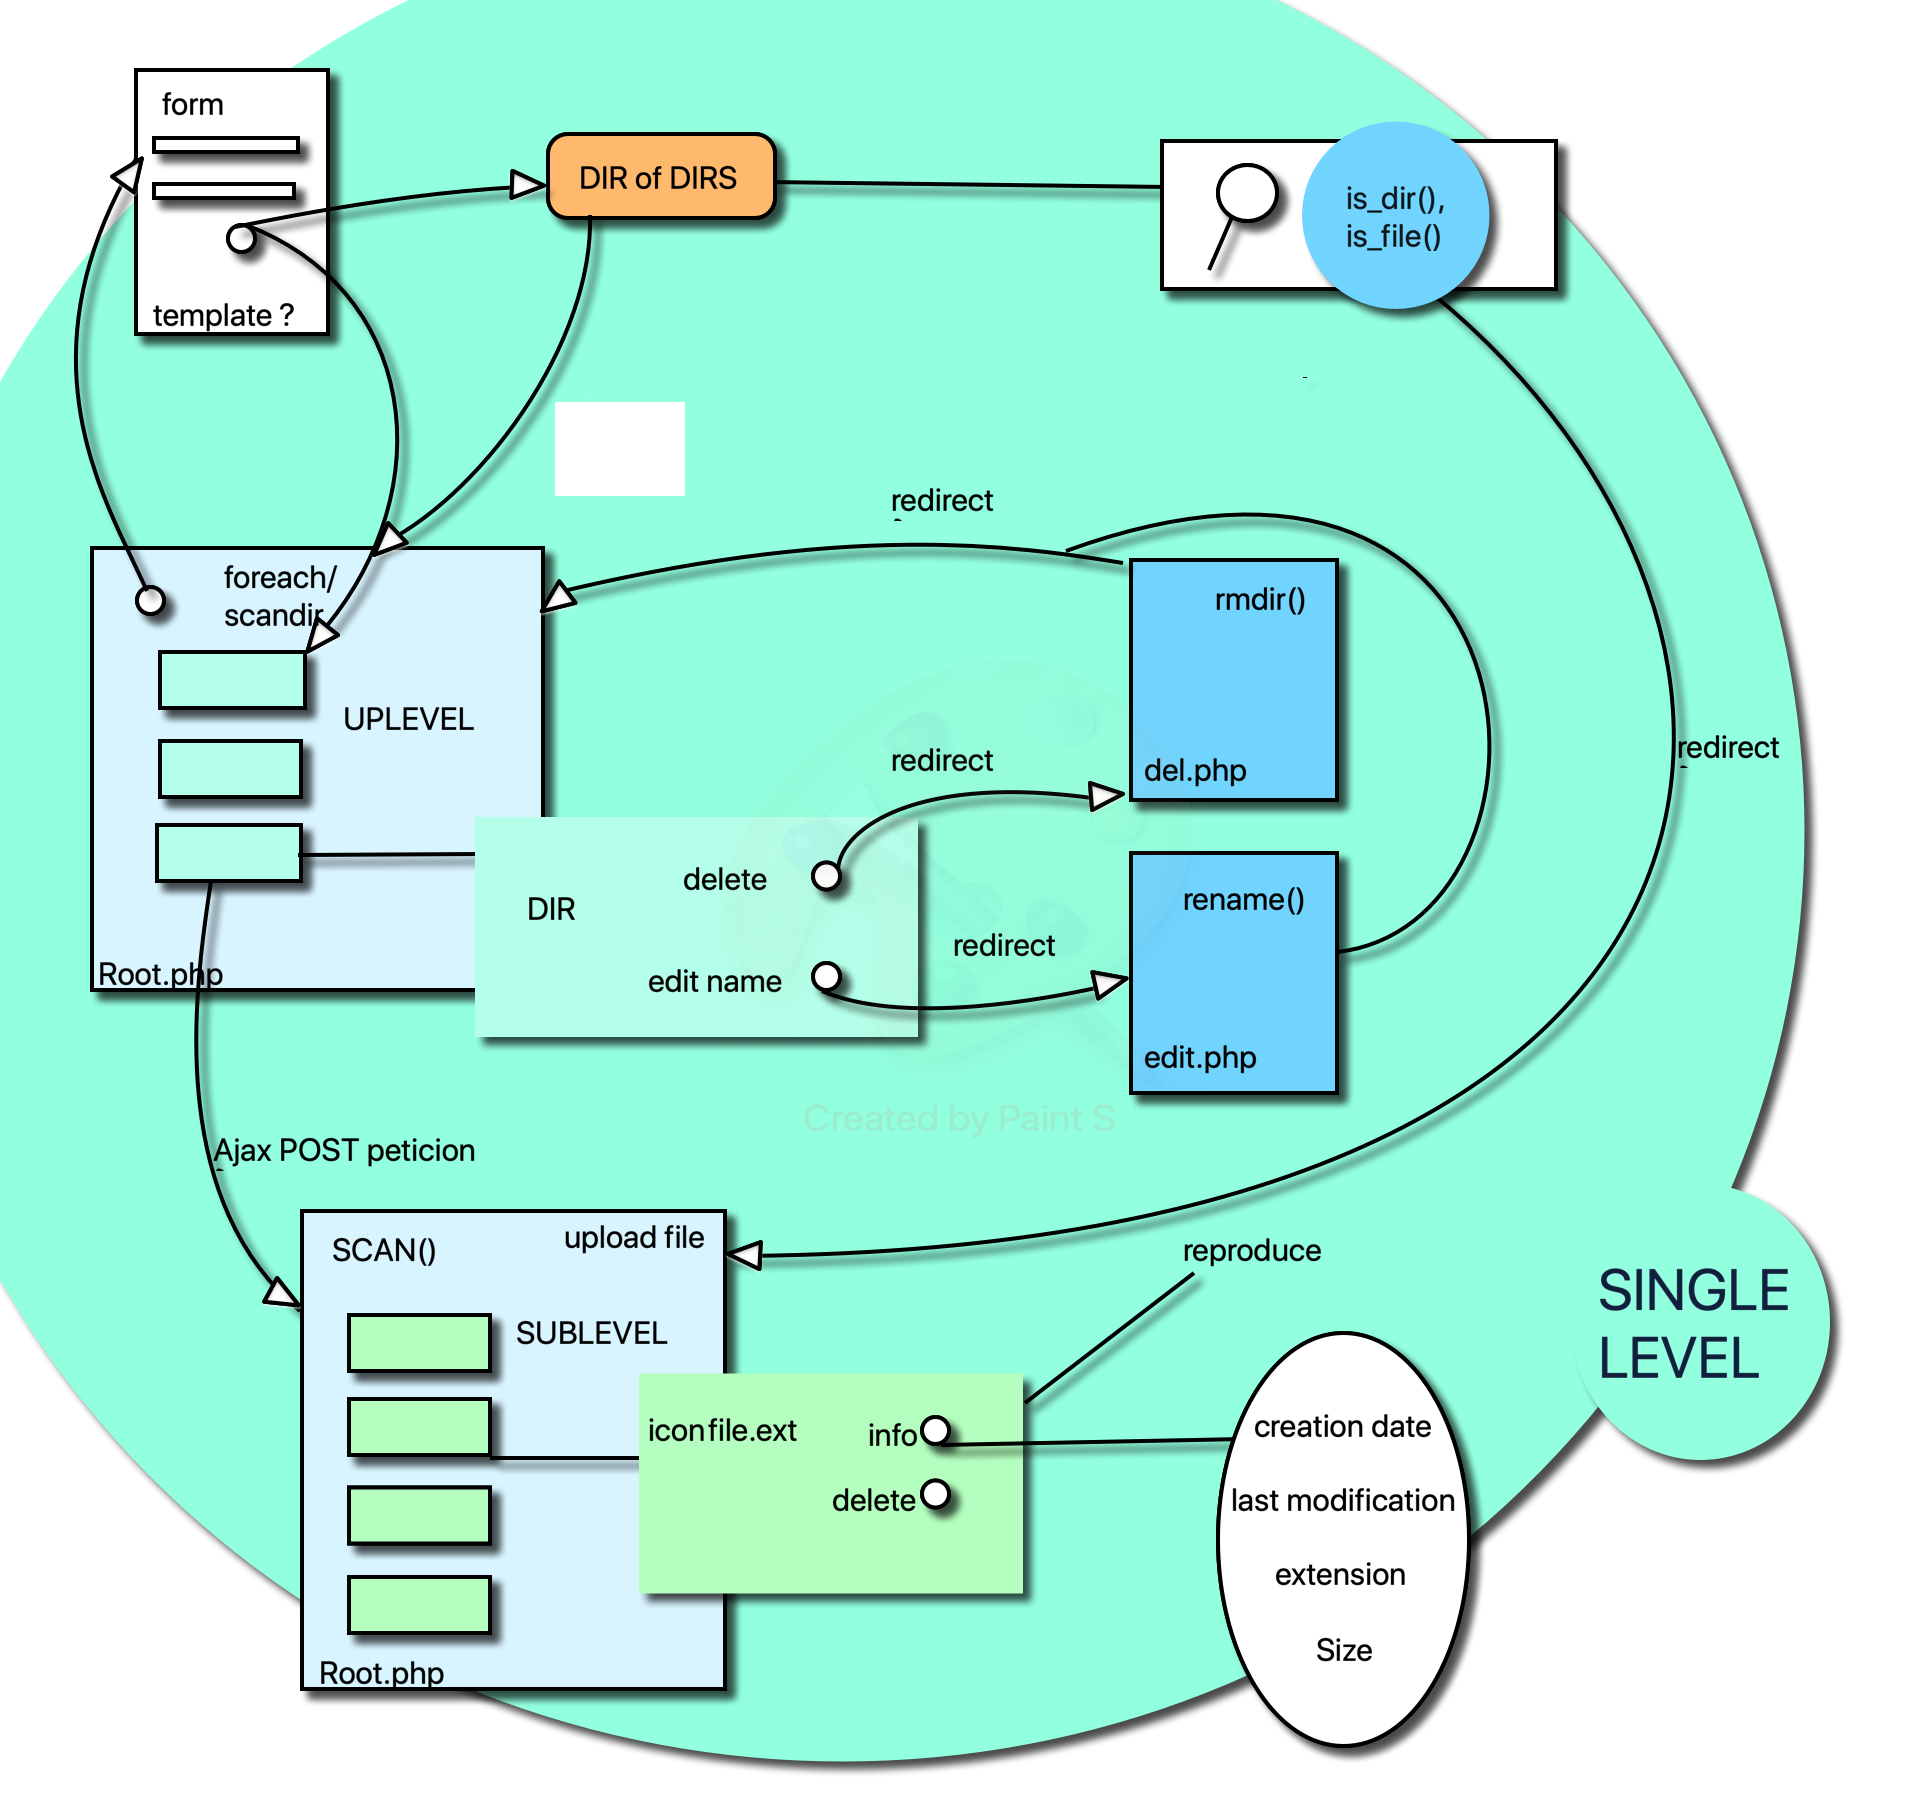 form
template ?
DIR of DIRS
is_dir(),
is_file()
redirect
foreach/
scandir
UPLEVEL
Root.php
rmdir()
del.php
redirect
redirect
DIR
delete
edit name
redirect
rename()
edit.php
Created by Paint S
Ajax POST peticion
SCAN()
upload file
SUBLEVEL
Root.php
reproduce
iconfile.ext
info
delete
creation date
last modification
extension
Size
SINGLE
LEVEL